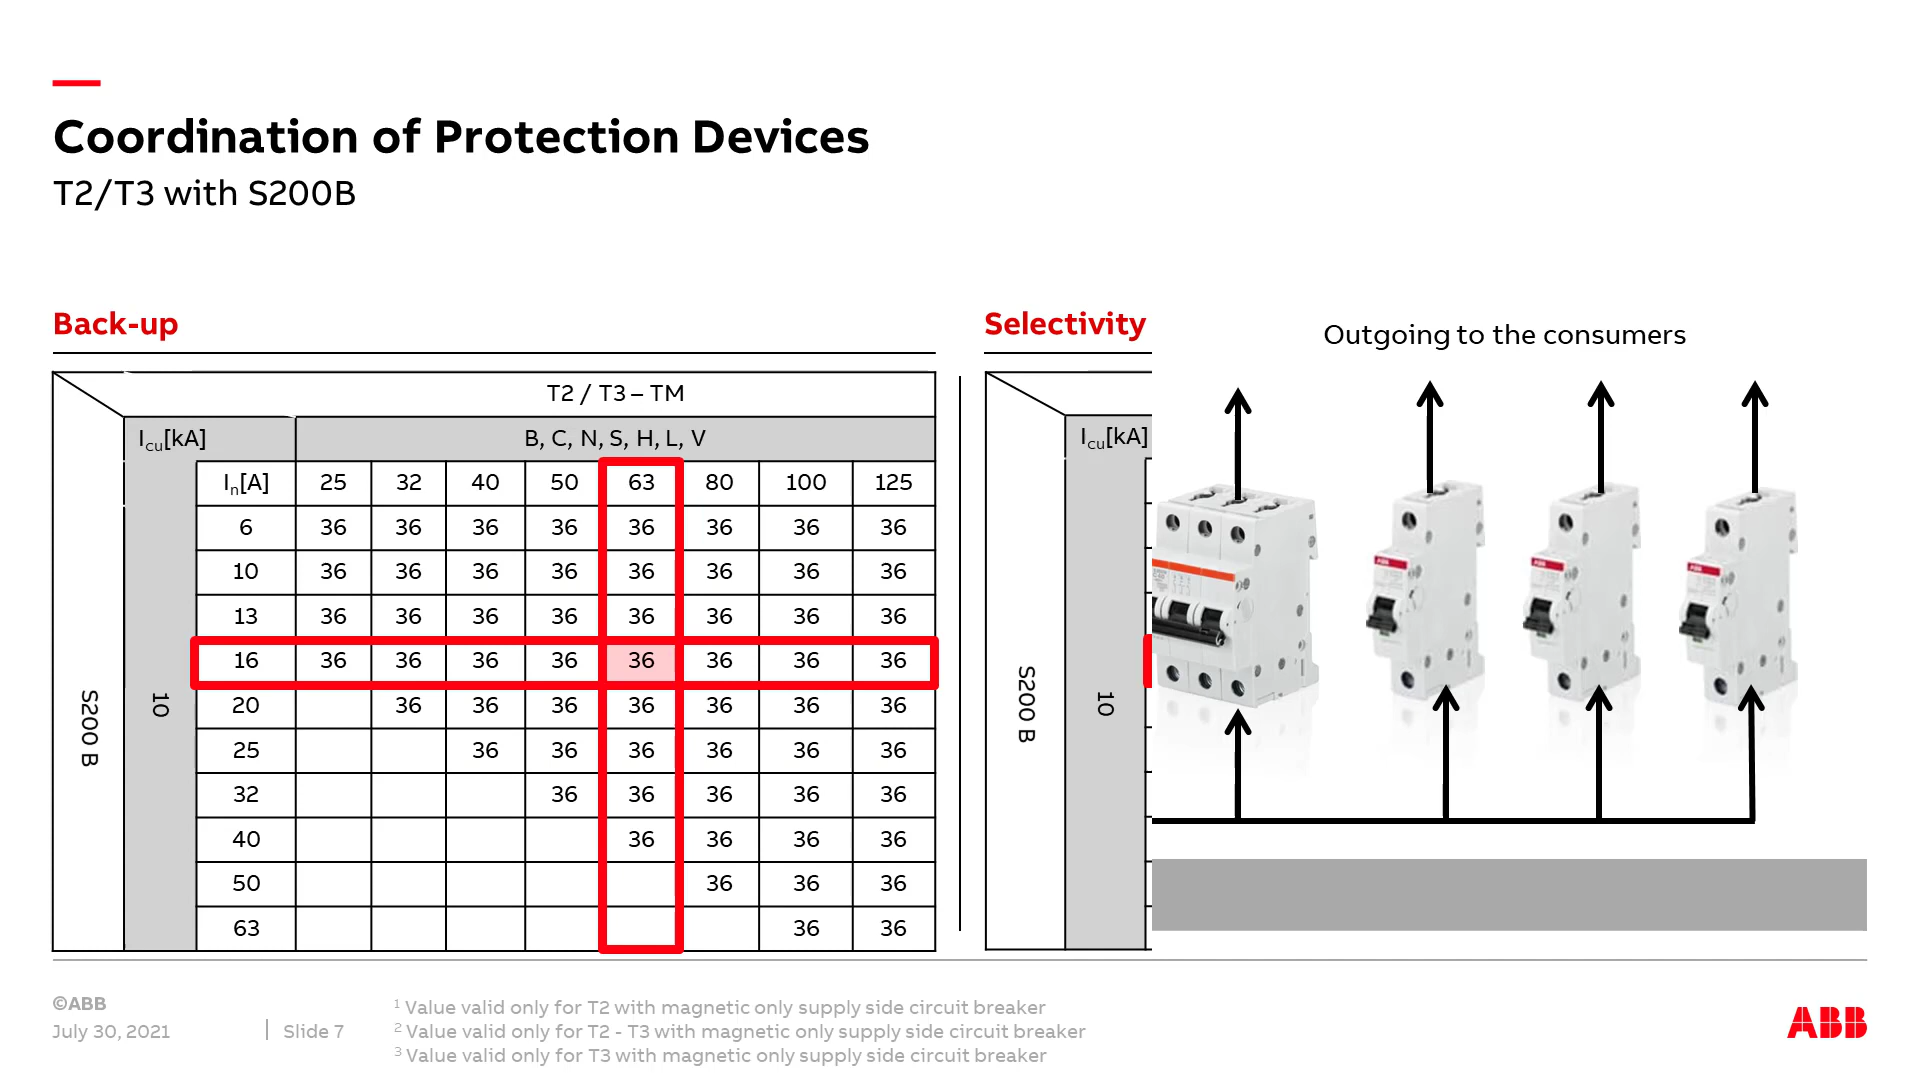 Coordination of Protection Devices
T2/T3 with S200B
Back-up
T2 / T3 – TM
Icu[kA] B, C, N, S, H, L, V
In[A] 25 32 40 50 63 80 100 125
6 36 36 36 36 36 36 36 36
10 36 36 36 36 36 36 36 36
13 36 36 36 36 36 36 36 36
16 36 36 36 36 36 36 36 36
20 36 36 36 36 36 36 36
25 36 36 36 36 36 36
32 36 36 36 36 36
40 36 36 36 36
50 36 36 36
63 36 36
S200 B
10
Selectivity
Icu[kA]
S200 B
10
Outgoing to the consumers
ABB
ABB
ABB
©ABB
July 30, 2021 Slide 7
1 Value valid only for T2 with magnetic only supply side circuit breaker
2 Value valid only for T2 - T3 with magnetic only supply side circuit breaker
3 Value valid only for T3 with magnetic only supply side circuit breaker
ABB